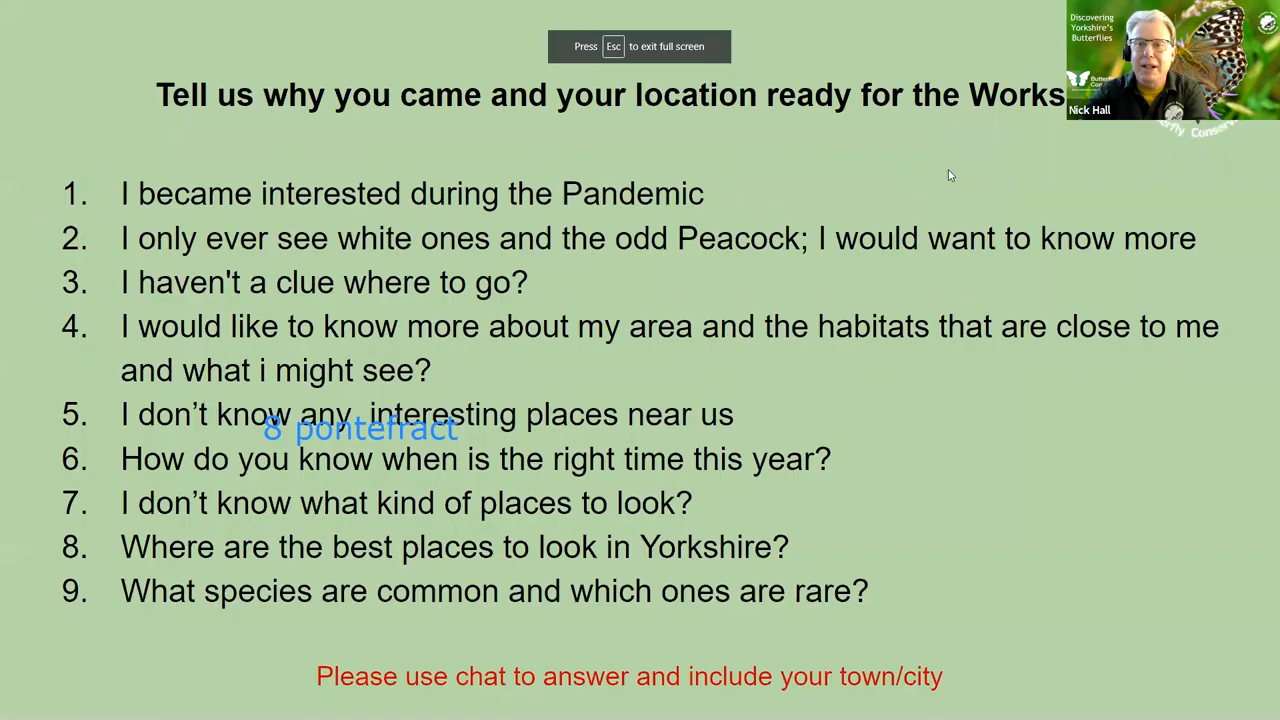 Press Esc to exit full screen
Discovering
Yorkshire's
Butterflies
Tell us why you came and your location ready for the Works
Nick Hall
1. I became interested during the Pandemic
2. I only ever see white ones and the odd Peacock; I would want to know more
3. I haven't a clue where to go?
4. I would like to know more about my area and the habitats that are close to me
and what i might see?
5. I don’t know any interesting places near us
8 pontefract
6. How do you know when is the right time this year?
7. I don’t know what kind of places to look?
8. Where are the best places to look in Yorkshire?
9. What species are common and which ones are rare?
Please use chat to answer and include your town/city